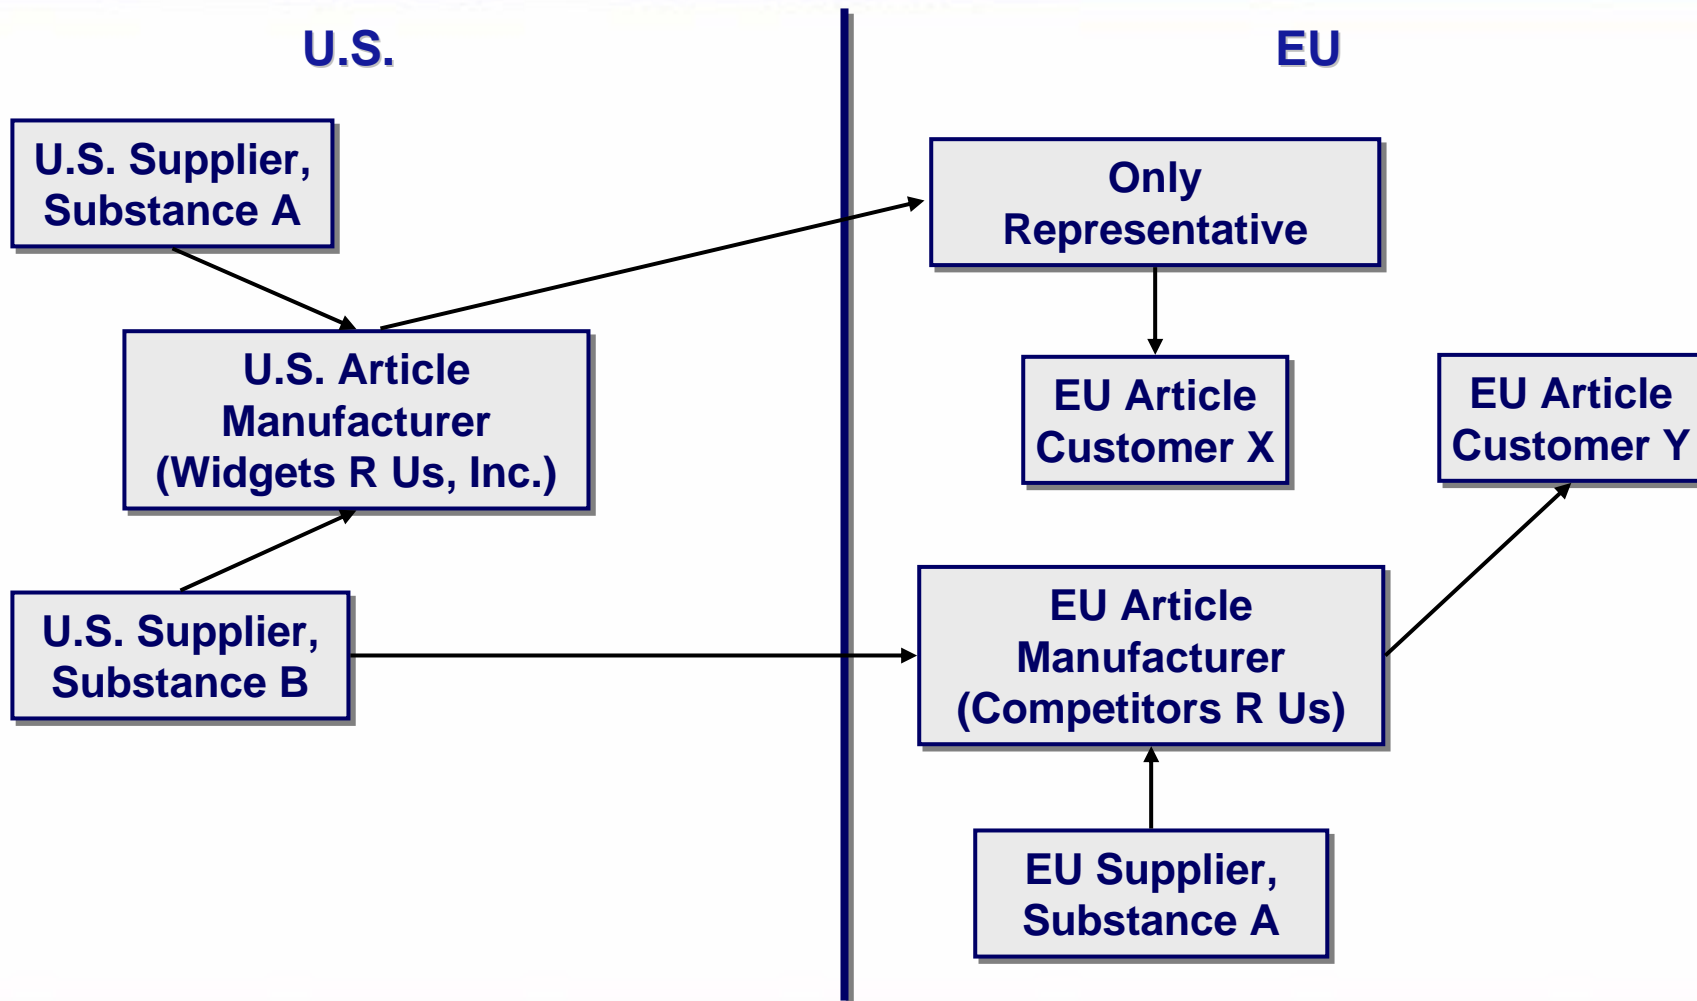 U.S.
EU
U.S. Supplier,
Substance A
Only
Representative
U.S. Article
Manufacturer
(Widgets R Us, Inc.)
EU Article
Customer X
EU Article
Customer Y
U.S. Supplier,
Substance B
EU Article
Manufacturer
(Competitors R Us)
EU Supplier,
Substance A